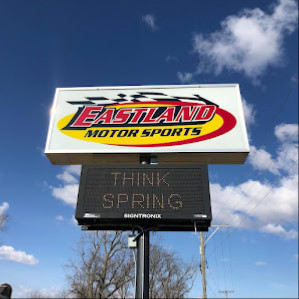 EASTLAND
MOTOR SPORTS
THINK
SPRING
SIGNTRONIX